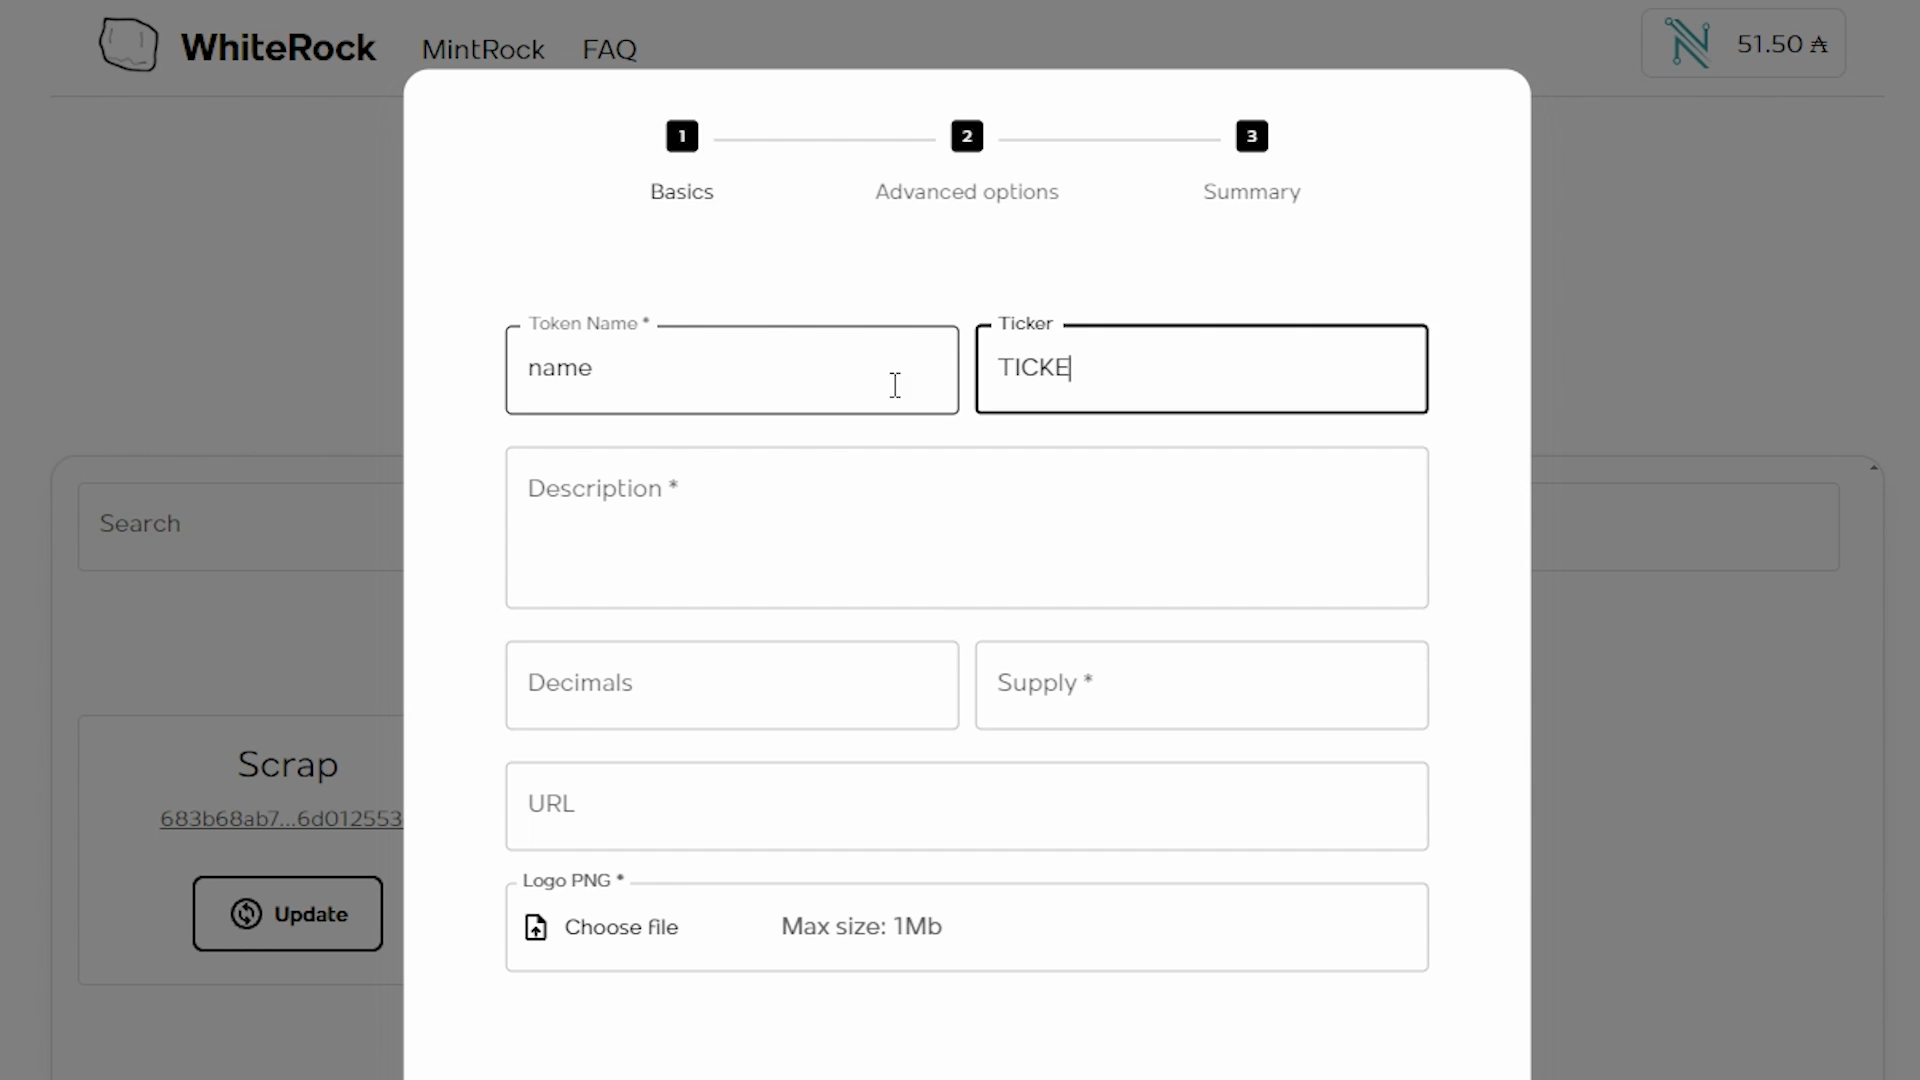 WhiteRock MintRock FAQ 51.50 ₳
1 2 3
Basics Advanced options Summary
Token Name * Ticker
name TICKE
Description *
Search
Decimals Supply *
Scrap
683b68ab7...6d012553
URL
Logo PNG *
Update
Choose file Max size: 1Mb